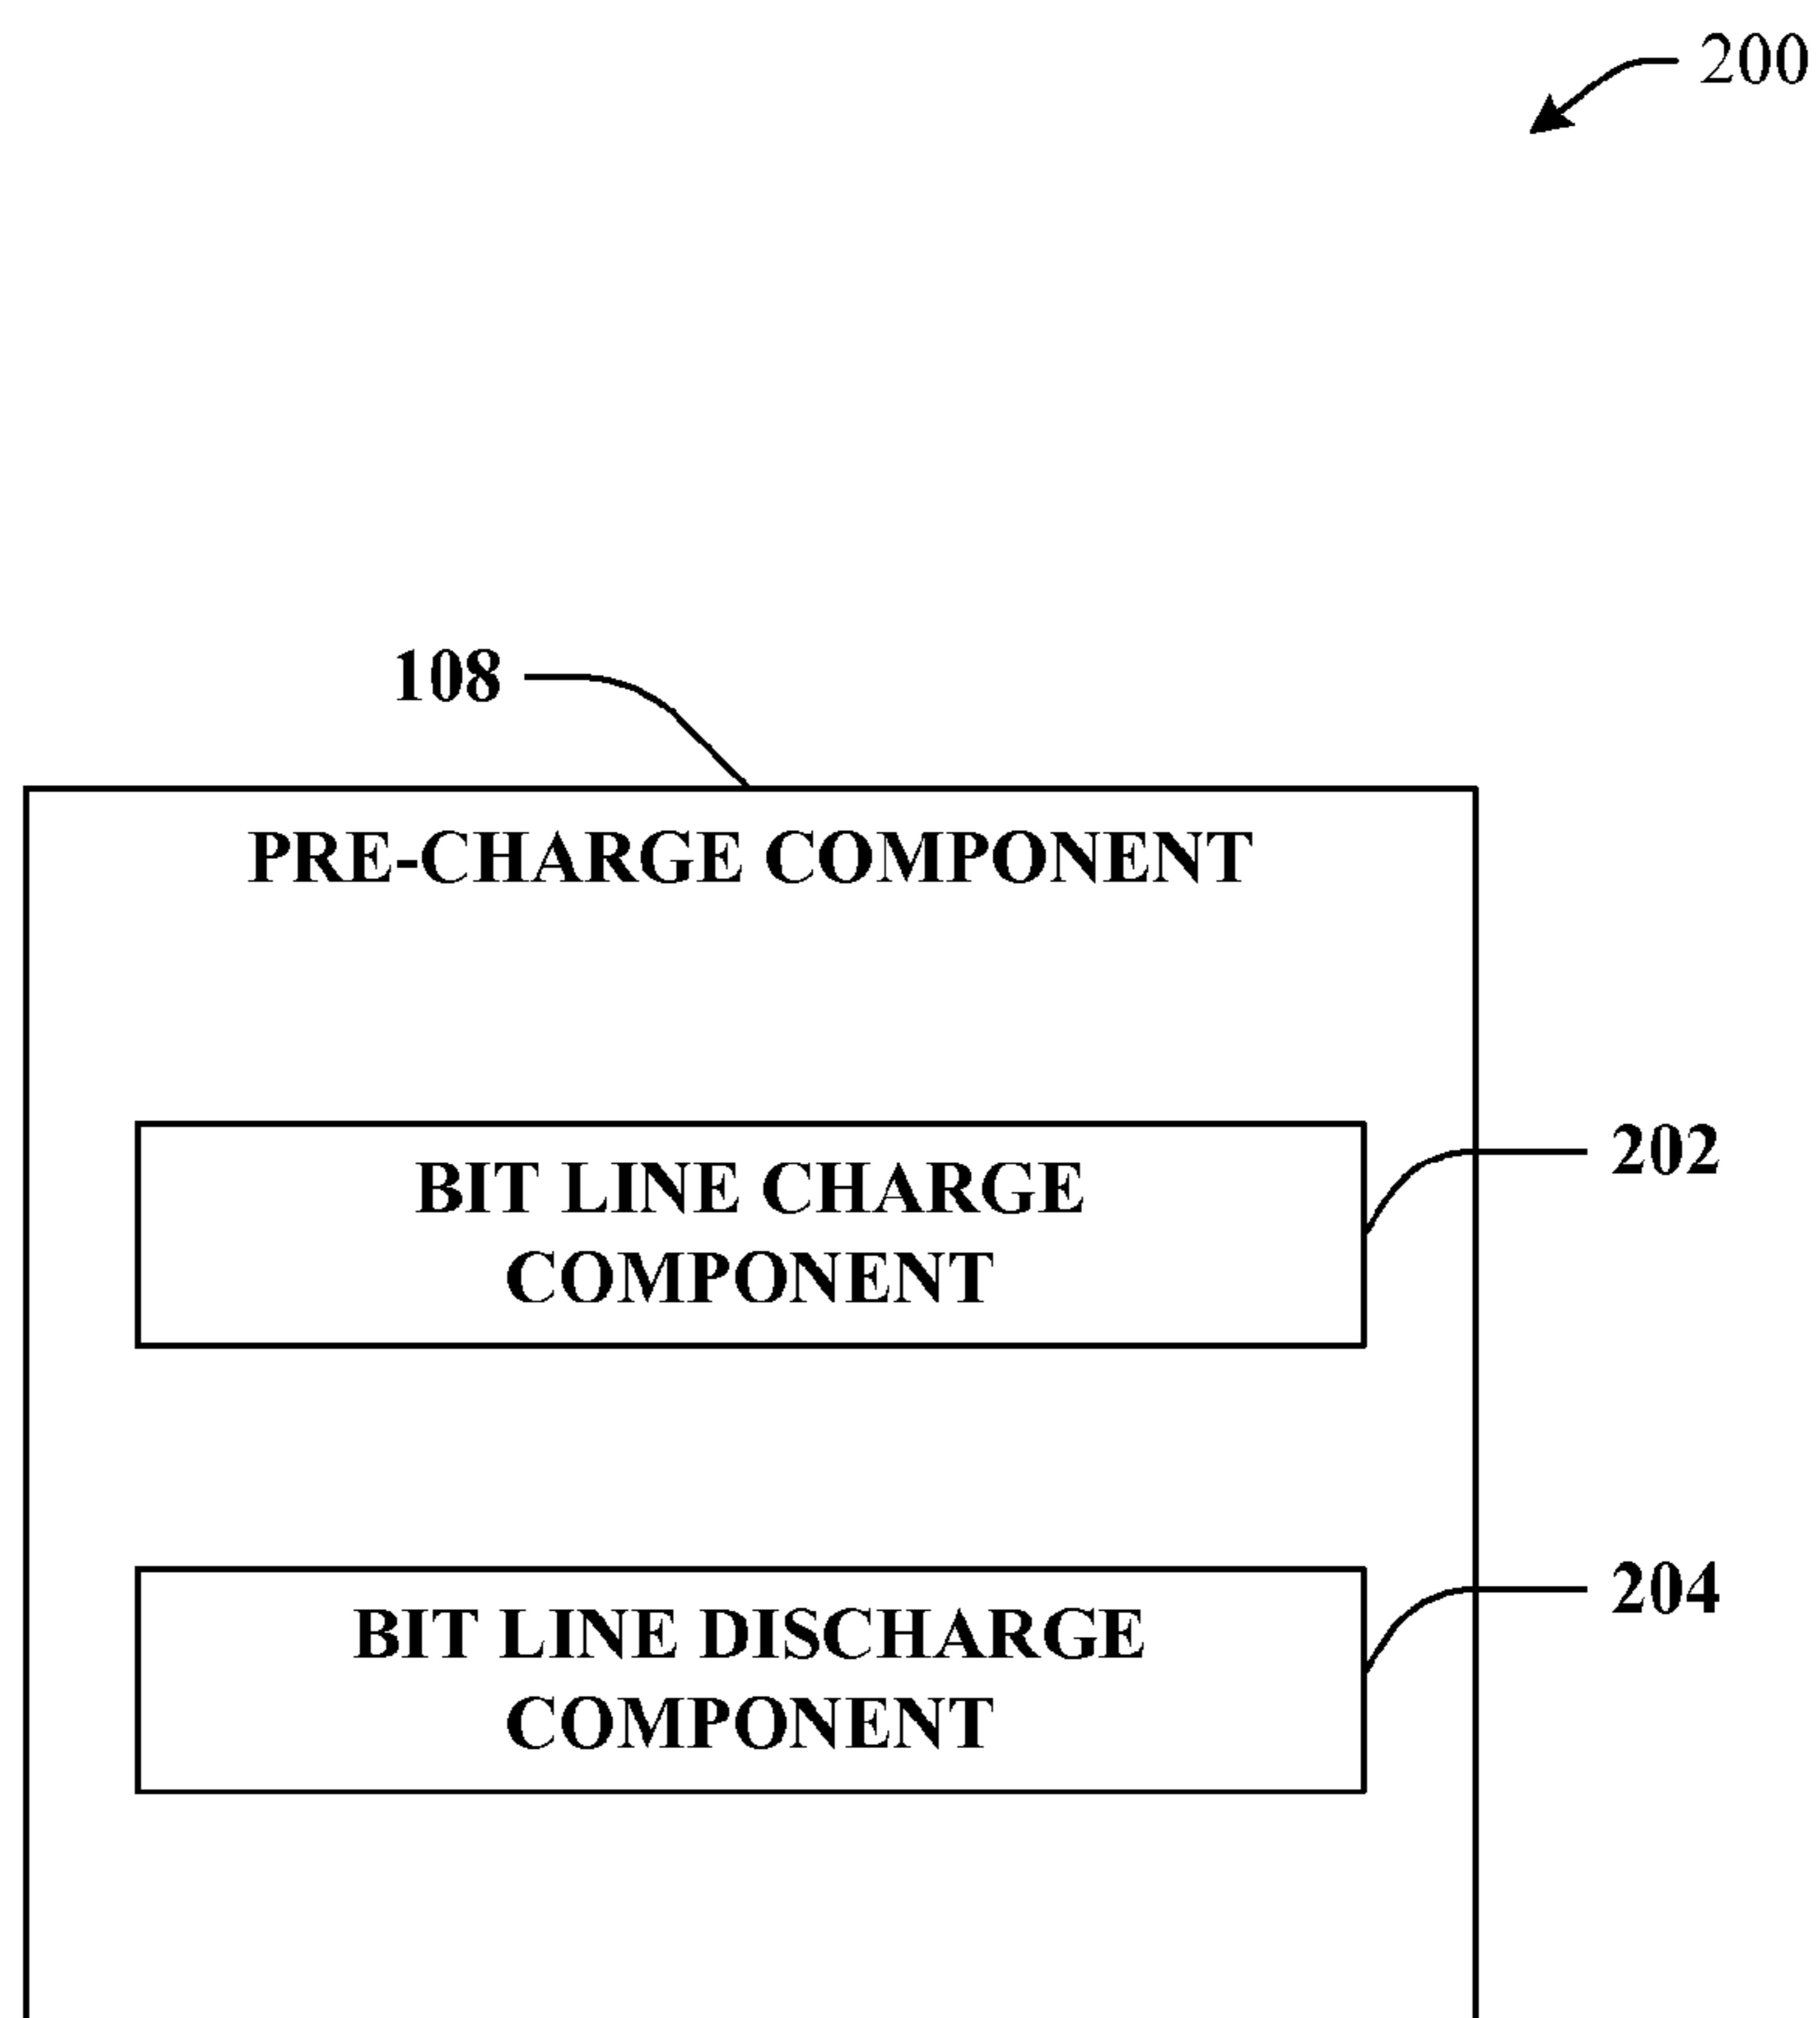 200
108
PRE-CHARGE COMPONENT
BIT LINE CHARGE
COMPONENT
202
BIT LINE DISCHARGE
COMPONENT
204